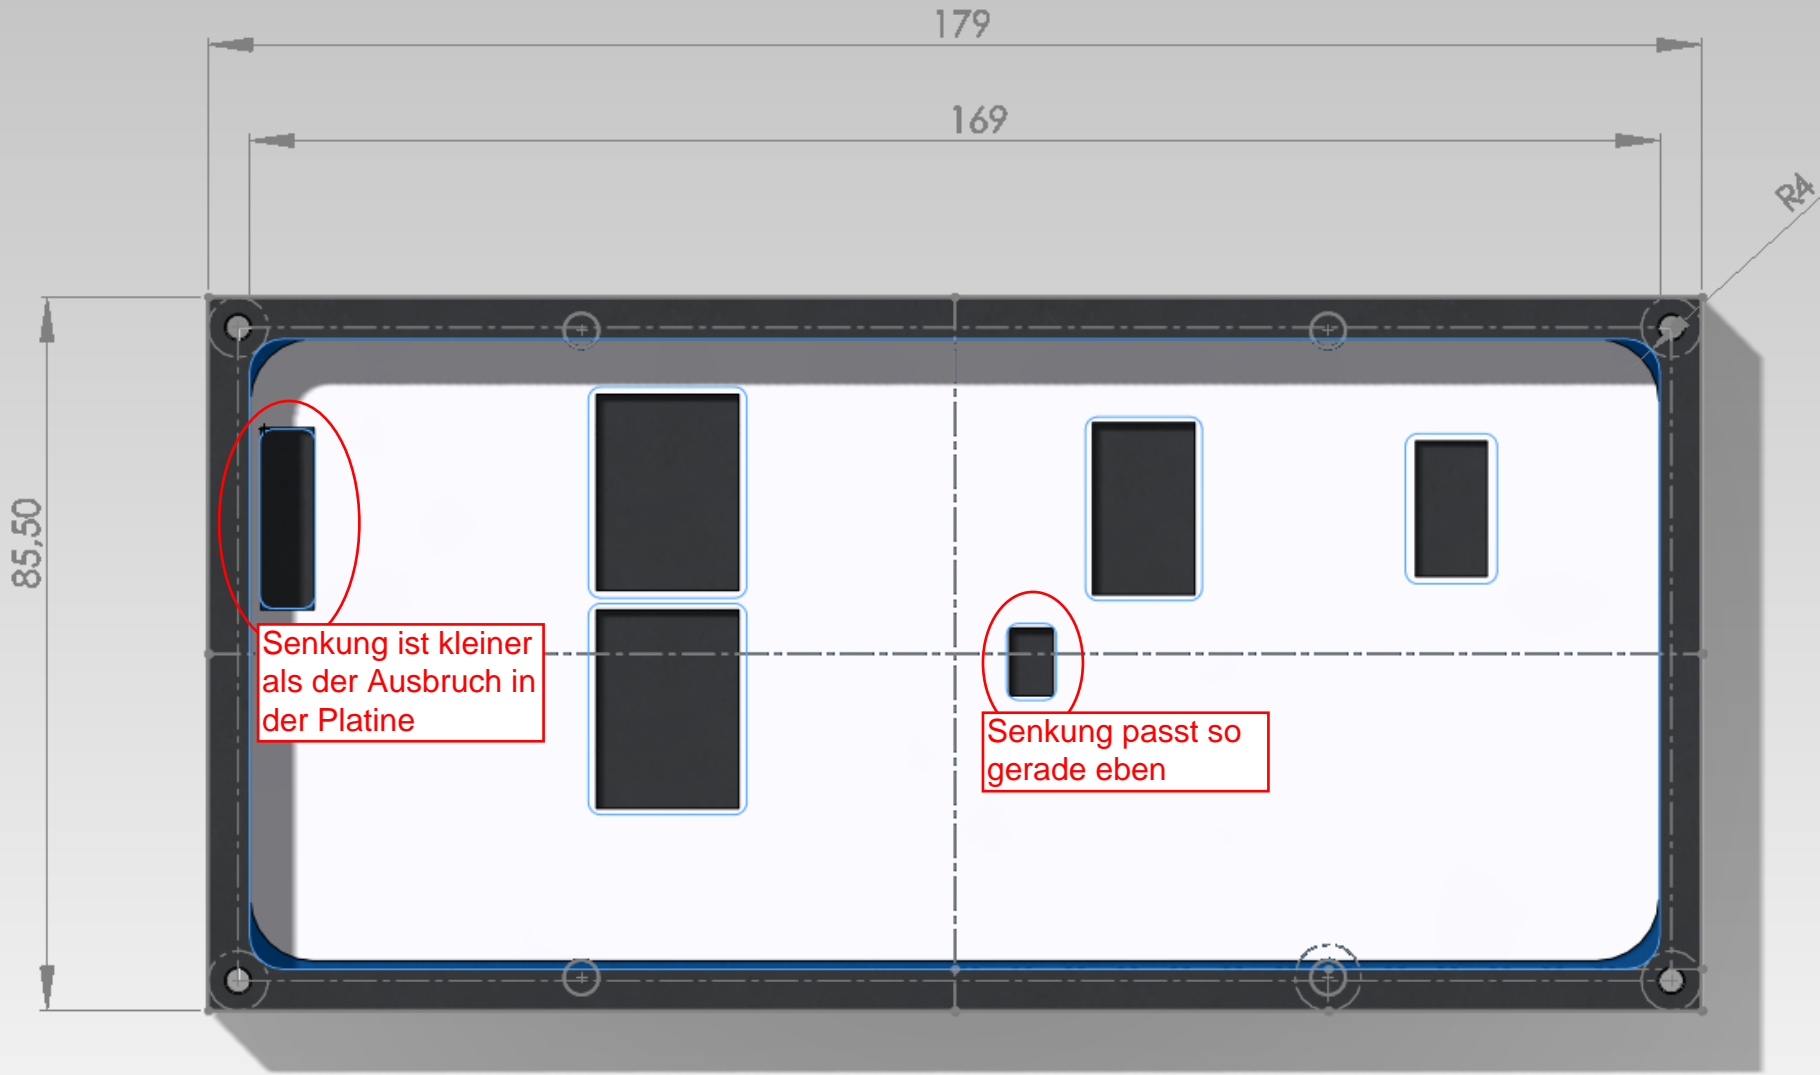 179
169
R4
85,50
Senkung ist kleiner
als der Ausbruch in
der Platine
Senkung passt so
gerade eben